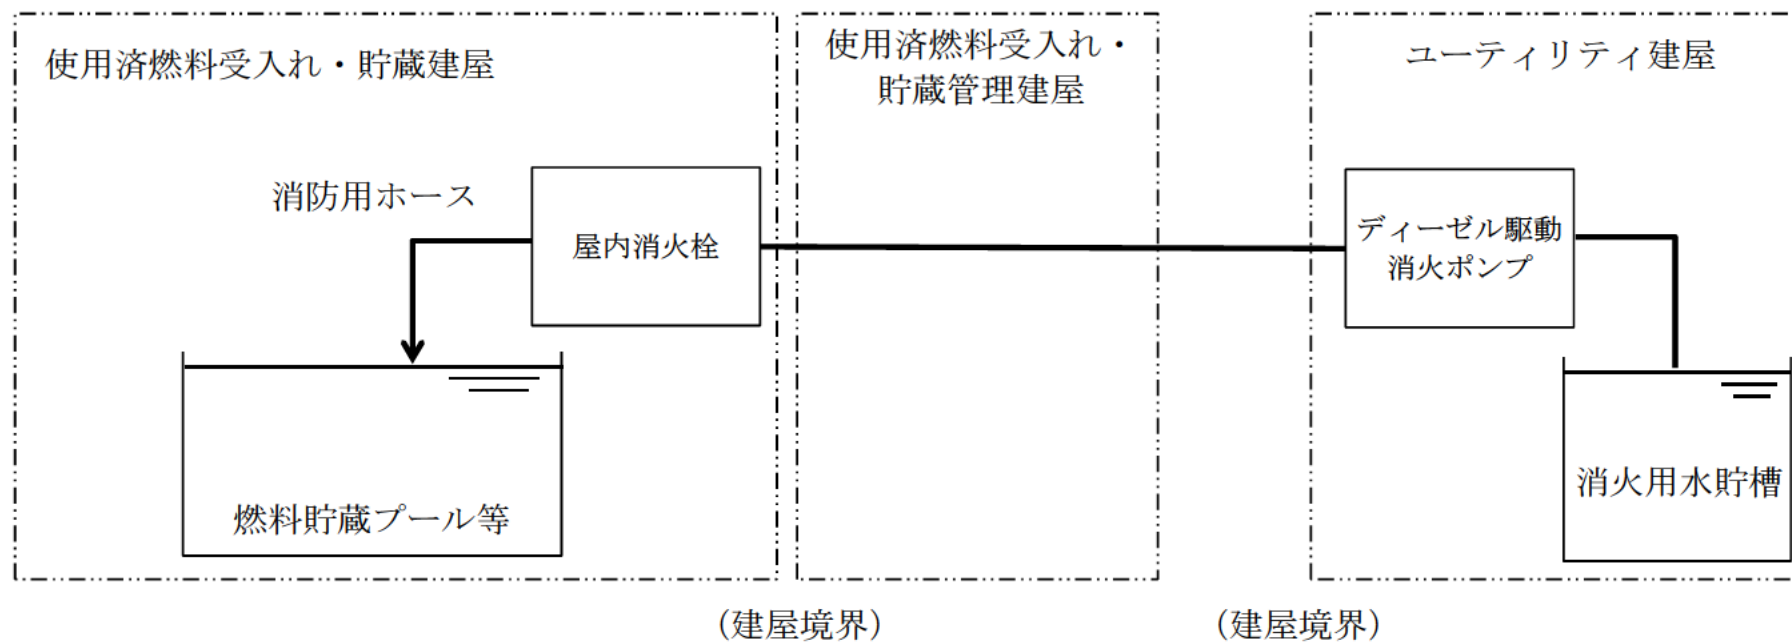 使用済燃料受入れ・貯蔵建屋
使用済燃料受入れ・
貯蔵管理建屋
ユーティリティ建屋
消防用ホース
屋内消火栓
ディーゼル駆動
消火ポンプ
燃料貯蔵プール等
消火用水貯槽
（建屋境界）
（建屋境界）